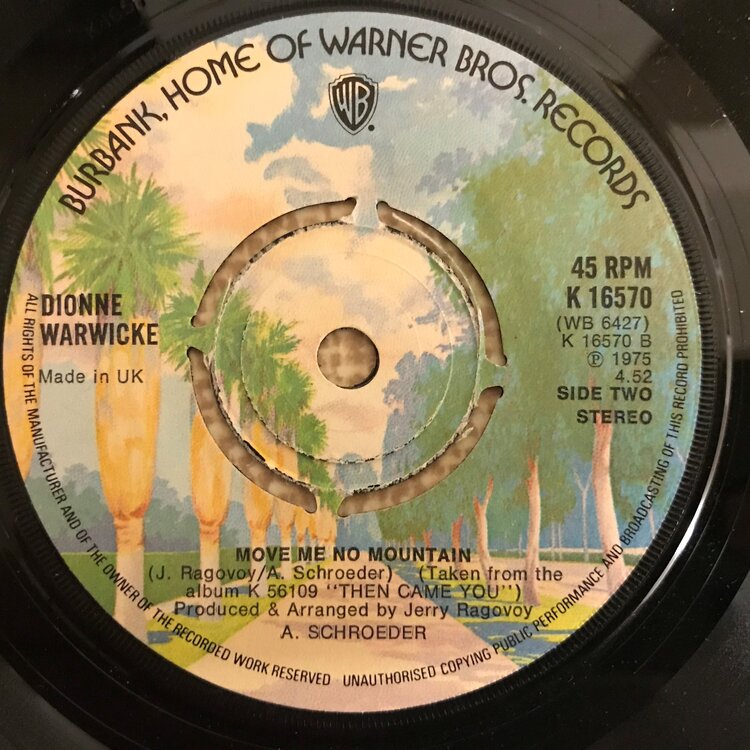 BURBANK, HOME OF WARNER BROS. RECORDS
WB
DIONNE
WARWICKE
Made in UK
45 RPM
K 16570
(WB 6427)
K 16570 B
Ⓟ 1975
4.52
SIDE TWO
STEREO
MOVE ME NO MOUNTAIN
(J. Ragovoy/A. Schroeder) (Taken from the
album K 56109 "THEN CAME YOU")
Produced & Arranged by Jerry Ragovoy
A. SCHROEDER
ALL RIGHTS OF THE MANUFACTURER AND OF THE OWNER OF THE RECORDED WORK RESERVED UNAUTHORISED COPYING PUBLIC PERFORMANCE AND BROADCASTING OF THIS RECORD PROHIBITED